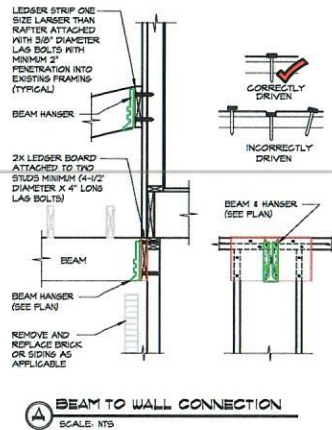 LEDGER STRIP ONE
SIZE LARGER THAN
RAFTER ATTACHED
WITH 3/8" DIAMETER
LAG BOLTS WITH
MINIMUM 2"
PENETRATION INTO
EXISTING FRAMING
(TYPICAL)
BEAM HANGER
CORRECTLY
DRIVEN
INCORRECTLY
DRIVEN
2X LEDGER BOARD
ATTACHED TO TWO
STUDS MINIMUM (4-1/2"
DIAMETER X 4" LONG
LAG BOLTS)
BEAM & HANGER
(SEE PLAN)
BEAM
BEAM HANGER
(SEE PLAN)
REMOVE AND
REPLACE BRICK
OR SIDING AS
APPLICABLE
A BEAM TO WALL CONNECTION
SCALE: NTS